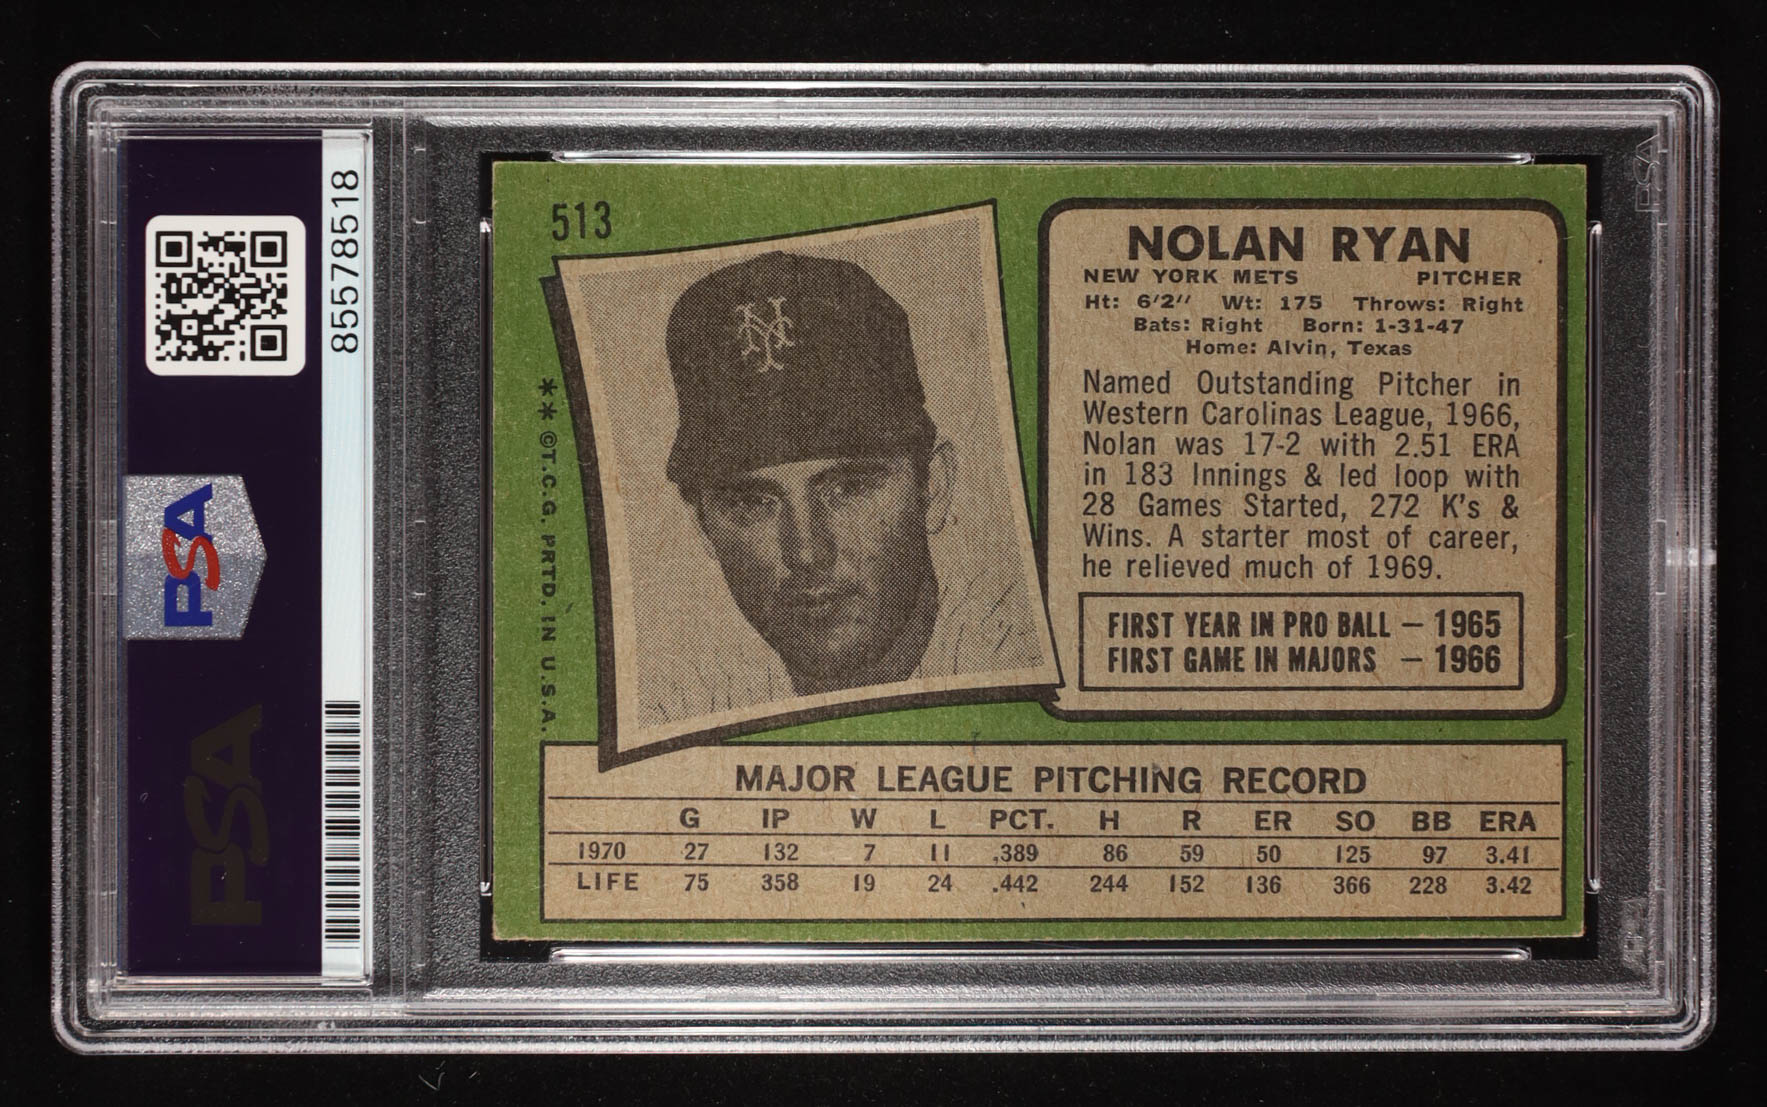 85578518
PSA
PSA
513
** ©T.C.G. PRTD. IN U.S.A.
NY
NOLAN RYAN
NEW YORK METS PITCHER
Ht: 6'2'' Wt: 175 Throws: Right
Bats: Right Born: 1-31-47
Home: Alvin, Texas
Named Outstanding Pitcher in
Western Carolinas League, 1966,
Nolan was 17-2 with 2.51 ERA
in 183 Innings & led loop with
28 Games Started, 272 K's &
Wins. A starter most of career,
he relieved much of 1969.
FIRST YEAR IN PRO BALL — 1965
FIRST GAME IN MAJORS — 1966
MAJOR LEAGUE PITCHING RECORD
G IP W L PCT. H R ER SO BB ERA
1970 27 132 7 11 .389 86 59 50 125 97 3.41
LIFE 75 358 19 24 .442 244 152 136 366 228 3.42
PSA